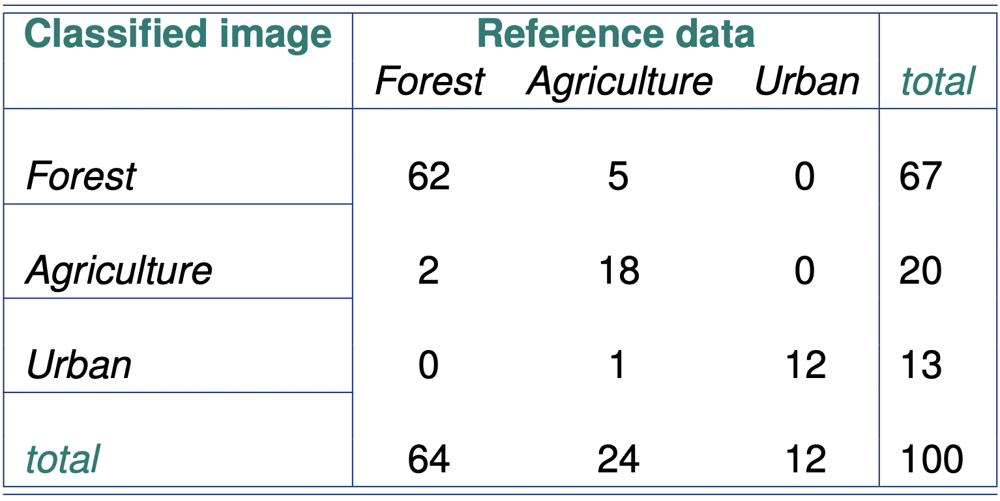 Classified image Reference data
Forest Agriculture Urban total
Forest 62 5 0 67
Agriculture 2 18 0 20
Urban 0 1 12 13
total 64 24 12 100